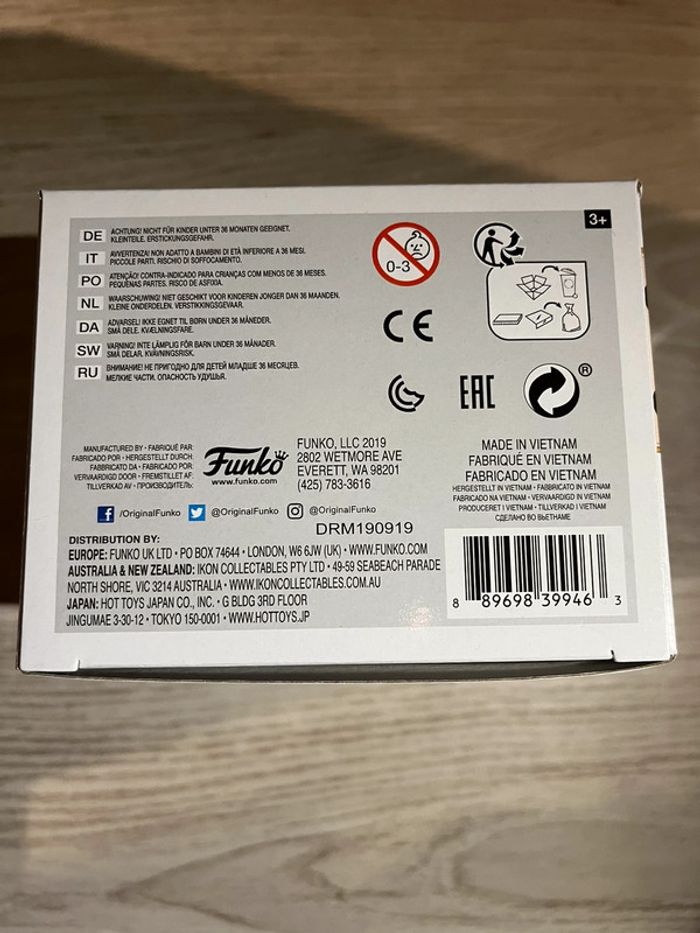 3+
DE ACHTUNG! NICHT FÜR KINDER UNTER 36 MONATEN GEEIGNET.
KLEINTEILE. ERSTICKUNGSGEFAHR.
IT AVVERTENZA! NON ADATTO A BAMBINI DI ETÀ INFERIORE A 36 MESI.
PICCOLE PARTI. RISCHIO DI SOFFOCAMENTO.
PO ATENÇÃO! CONTRA-INDICADO PARA CRIANÇAS COM MENOS DE 36 MESES.
PEQUENAS PARTES. RISCO DE ASFIXIA.
NL WAARSCHUWING! NIET GESCHIKT VOOR KINDEREN JONGER DAN 36 MAANDEN.
KLEINE ONDERDELEN. VERSTIKKINGSGEVAAR.
DA ADVARSEL! IKKE EGNET TIL BØRN UNDER 36 MÅNEDER.
SMÅ DELE. KVÆLNINGSFARE.
SW VARNING! INTE LÄMPLIG FÖR BARN UNDER 36 MÅNADER.
SMÅ DELAR. KVÄVNINGSRISK.
RU ВНИМАНИЕ! НЕ ПРИГОДНО ДЛЯ ДЕТЕЙ МЛАДШЕ 36 МЕСЯЦЕВ.
МЕЛКИЕ ЧАСТИ. ОПАСНОСТЬ УДУШЬЯ.
0-3
CE
EAC
®
MANUFACTURED BY • FABRIQUÉ PAR
FABRICADO POR • HERGESTELLT DURCH:
FABBRICATO DA • FABRICADO POR:
VERVAARDIGD DOOR • FREMSTILLET AF:
TILLVERKAD AV • ПРОИЗВОДИТЕЛЬ:
Funko
www.funko.com
FUNKO, LLC 2019
2802 WETMORE AVE
EVERETT, WA 98201
(425) 783-3616
MADE IN VIETNAM
FABRIQUÉ EN VIETNAM
FABRICADO EN VIETNAM
HERGESTELLT IN VIETNAM • FABBRICATO IN VIETNAM
FABRICADO NA VIETNAM • VERVAARDIGD IN VIETNAM
PRODUCERET I VIETNAM • TILLVERKAD I VIETNAM
СДЕЛАНО ВО ВЬЕТНАМЕ
/OriginalFunko @OriginalFunko @OriginalFunko
DRM190919
DISTRIBUTION BY:
EUROPE: FUNKO UK LTD • PO BOX 74644 • LONDON, W6 6JW (UK) • WWW.FUNKO.COM
AUSTRALIA & NEW ZEALAND: IKON COLLECTABLES PTY LTD • 49-59 SEABEACH PARADE
NORTH SHORE, VIC 3214 AUSTRALIA • WWW.IKONCOLLECTABLES.COM.AU
JAPAN: HOT TOYS JAPAN CO., INC. • G BLDG 3RD FLOOR
JINGUMAE 3-30-12 • TOKYO 150-0001 • WWW.HOTTOYS.JP
8 89698 39946 3